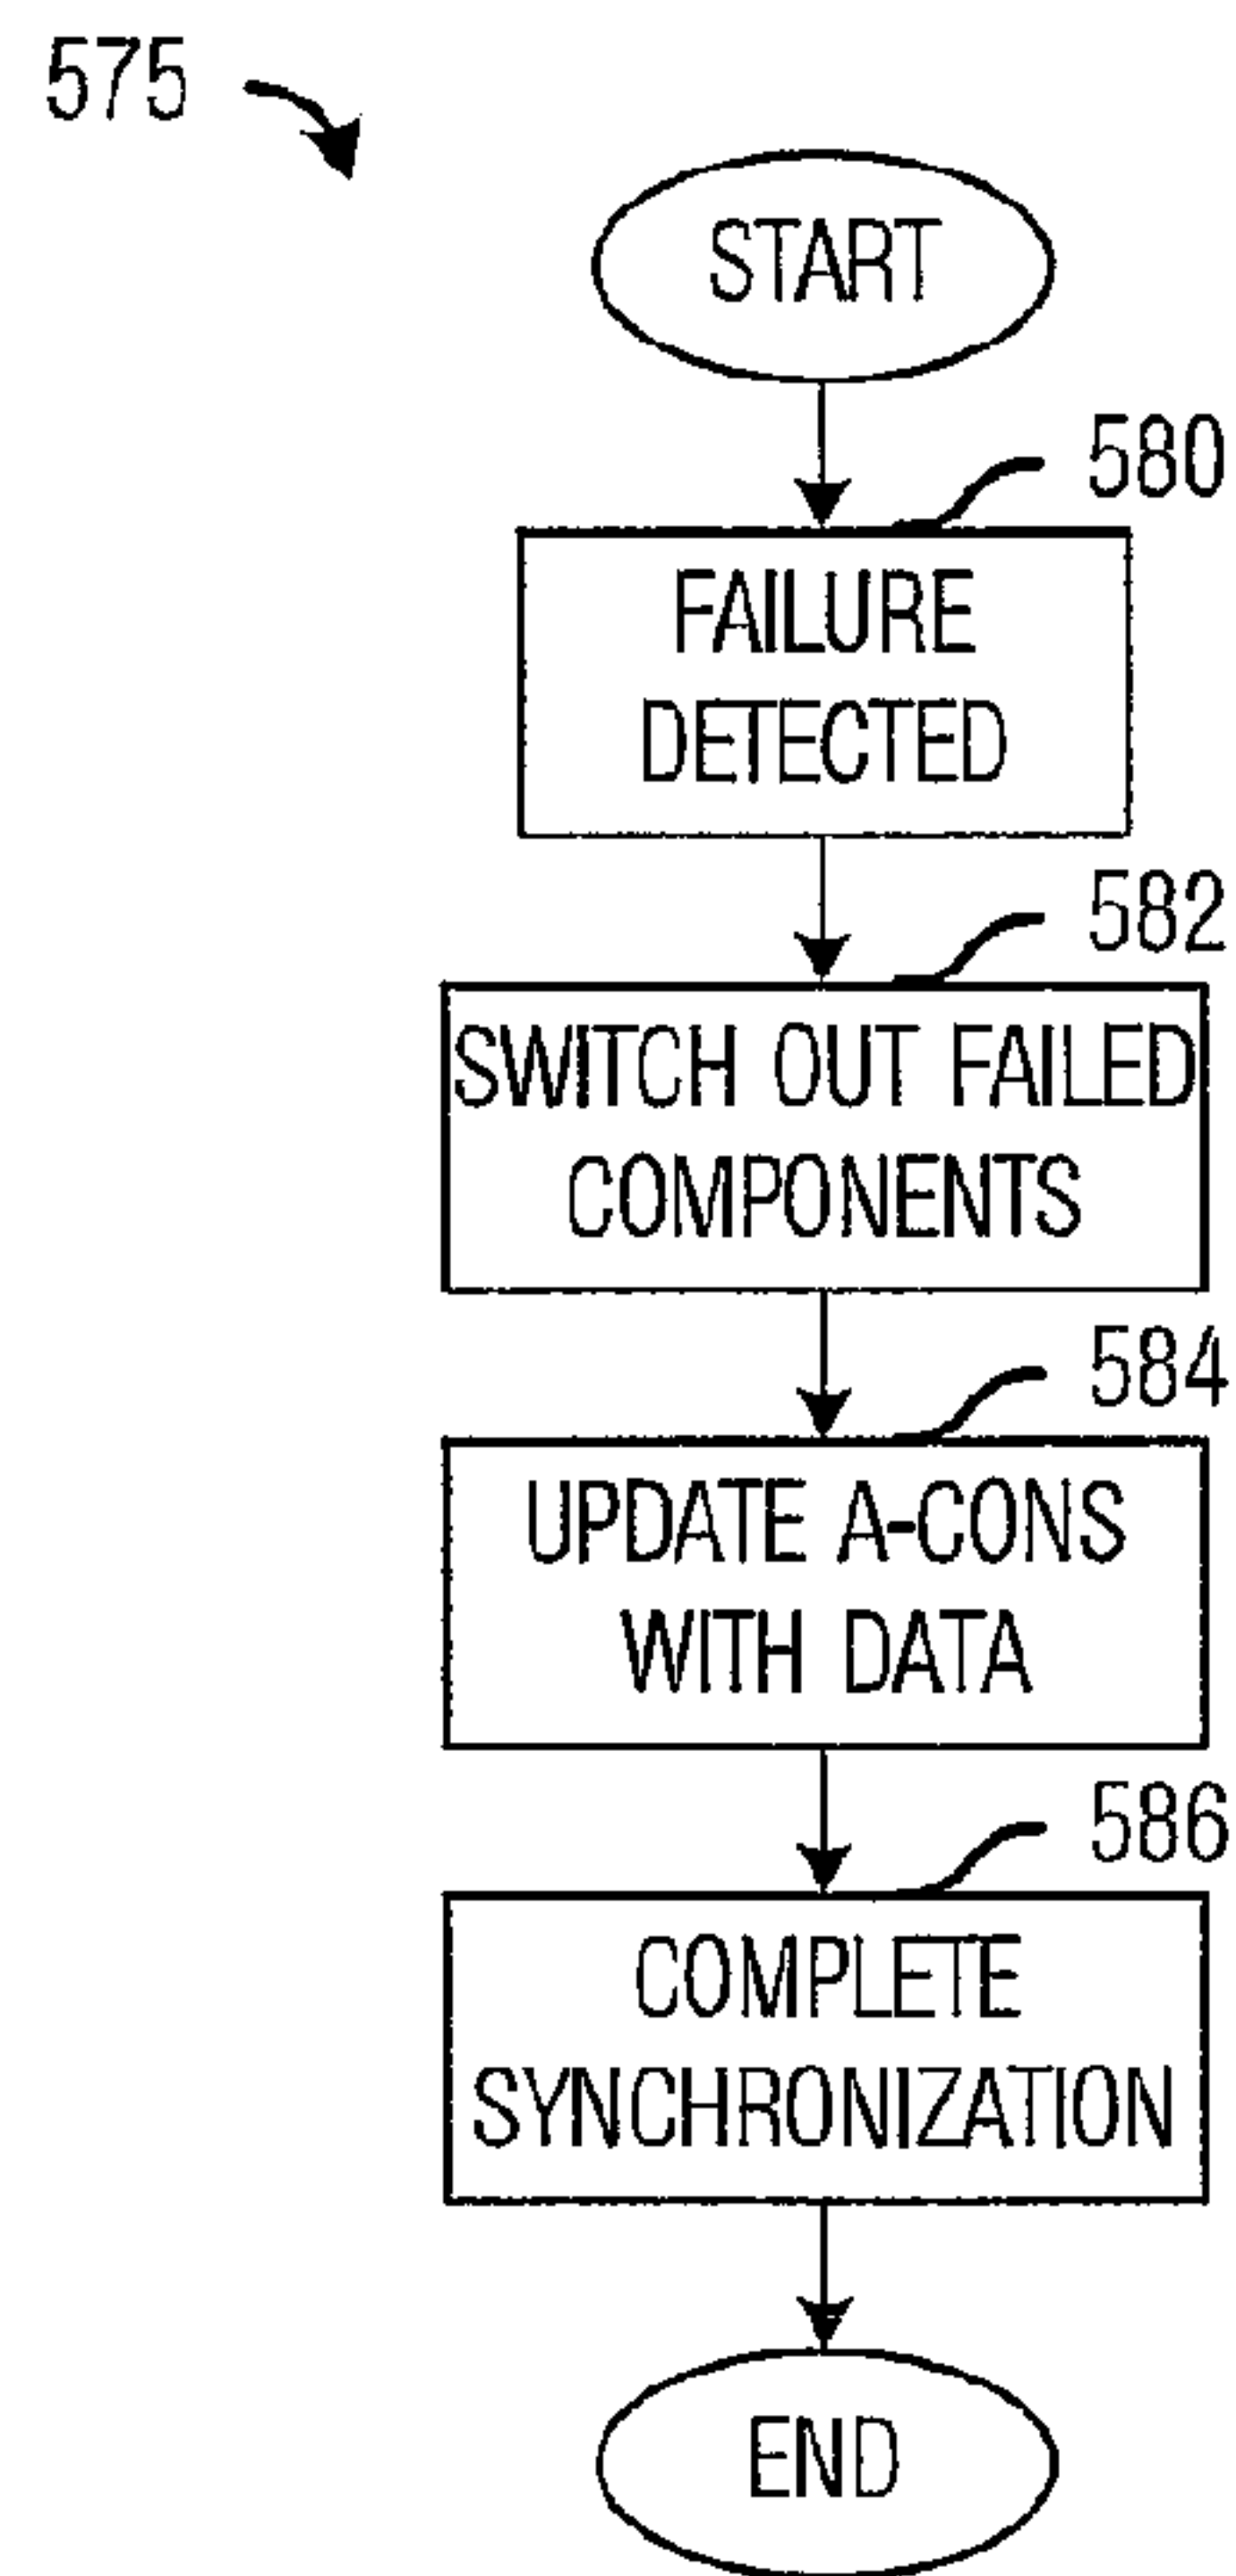 575
START
580
FAILURE
DETECTED
582
SWITCH OUT FAILED
COMPONENTS
584
UPDATE A-CONS
WITH DATA
586
COMPLETE
SYNCHRONIZATION
END